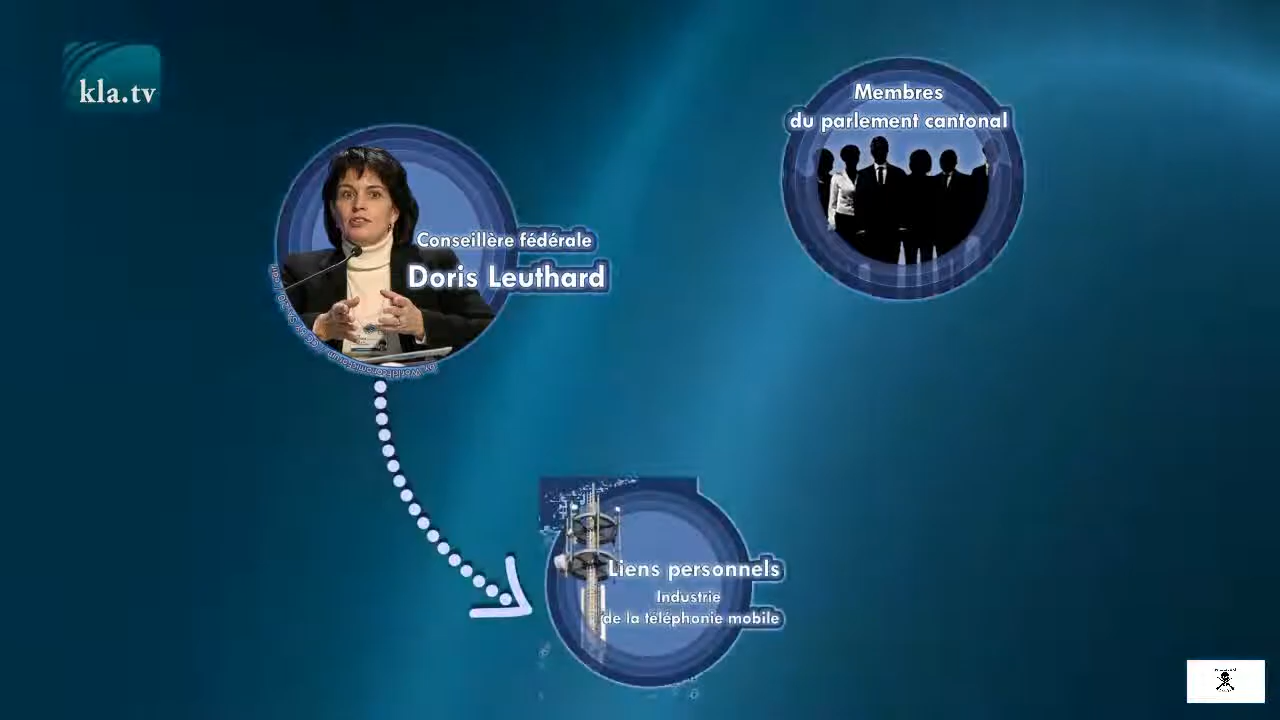 kla.tv
Membres
du parlement cantonal
Conseillère fédérale
Doris Leuthard
Liens personnels
Industrie
de la téléphonie mobile